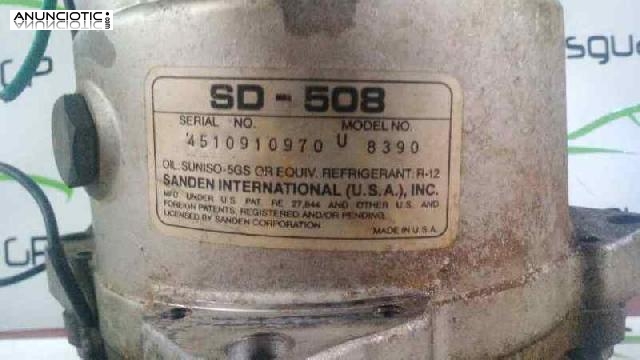 ANUNCIOTIC.es
SD - 508
SERIAL NO. MODEL NO.
4510910970 U 8390
OIL: SUNISO-5GS OR EQUIV. REFRIGERANT: R-12
SANDEN INTERNATIONAL (U.S.A.), INC.
MFD UNDER U.S. PAT. RE. 27,844 AND OTHER U.S. AND
FOREIGN PATENTS, REGISTERED AND/OR PENDING.
LICENSED BY SANDEN CORPORATION
MADE IN U.S.A.